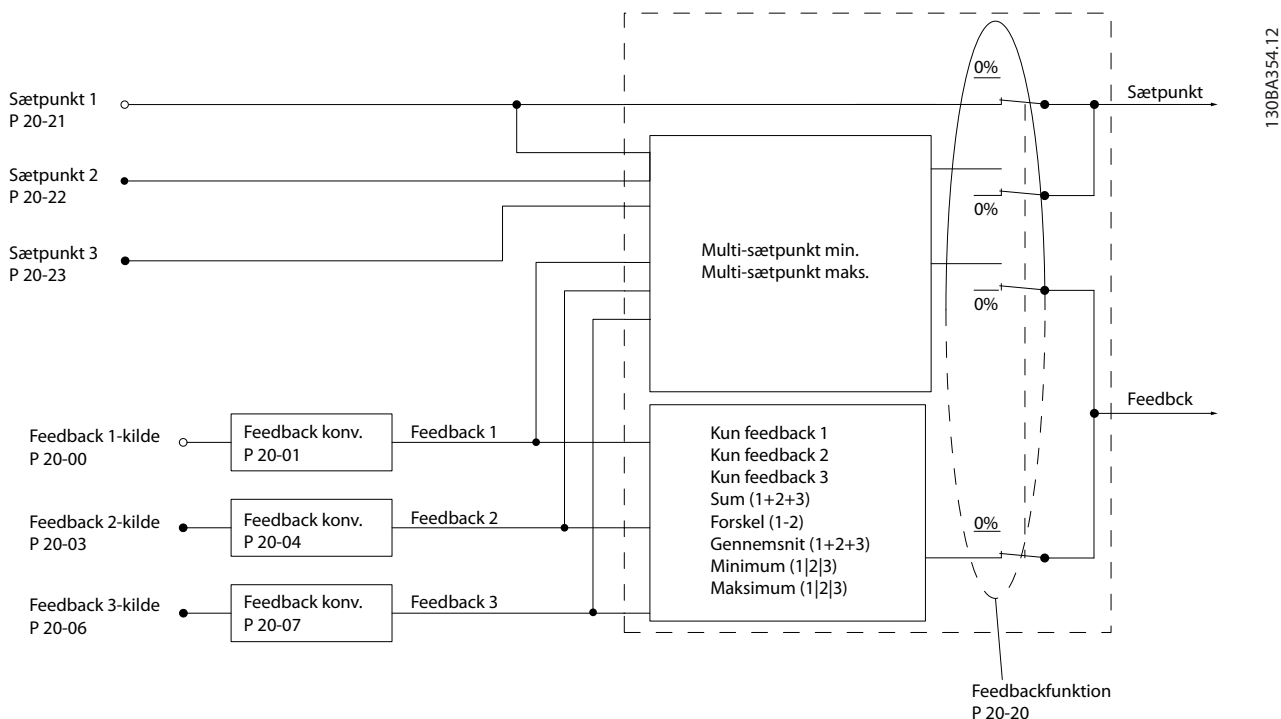 130BA354.12
0%
Sætpunkt 1
P 20-21
Sætpunkt
Sætpunkt 2
P 20-22
0%
Sætpunkt 3
P 20-23
Multi-sætpunkt min.
Multi-sætpunkt maks.
0%
Feedbck
Feedback 1-kilde
P 20-00
Feedback konv.
P 20-01
Feedback 1
Feedback 2-kilde
P 20-03
Feedback konv.
P 20-04
Feedback 2
Feedback 3-kilde
P 20-06
Feedback konv.
P 20-07
Feedback 3
Kun feedback 1
Kun feedback 2
Kun feedback 3
Sum (1+2+3)
Forskel (1-2)
Gennemsnit (1+2+3)
Minimum (1|2|3)
Maksimum (1|2|3)
0%
Feedbackfunktion
P 20-20